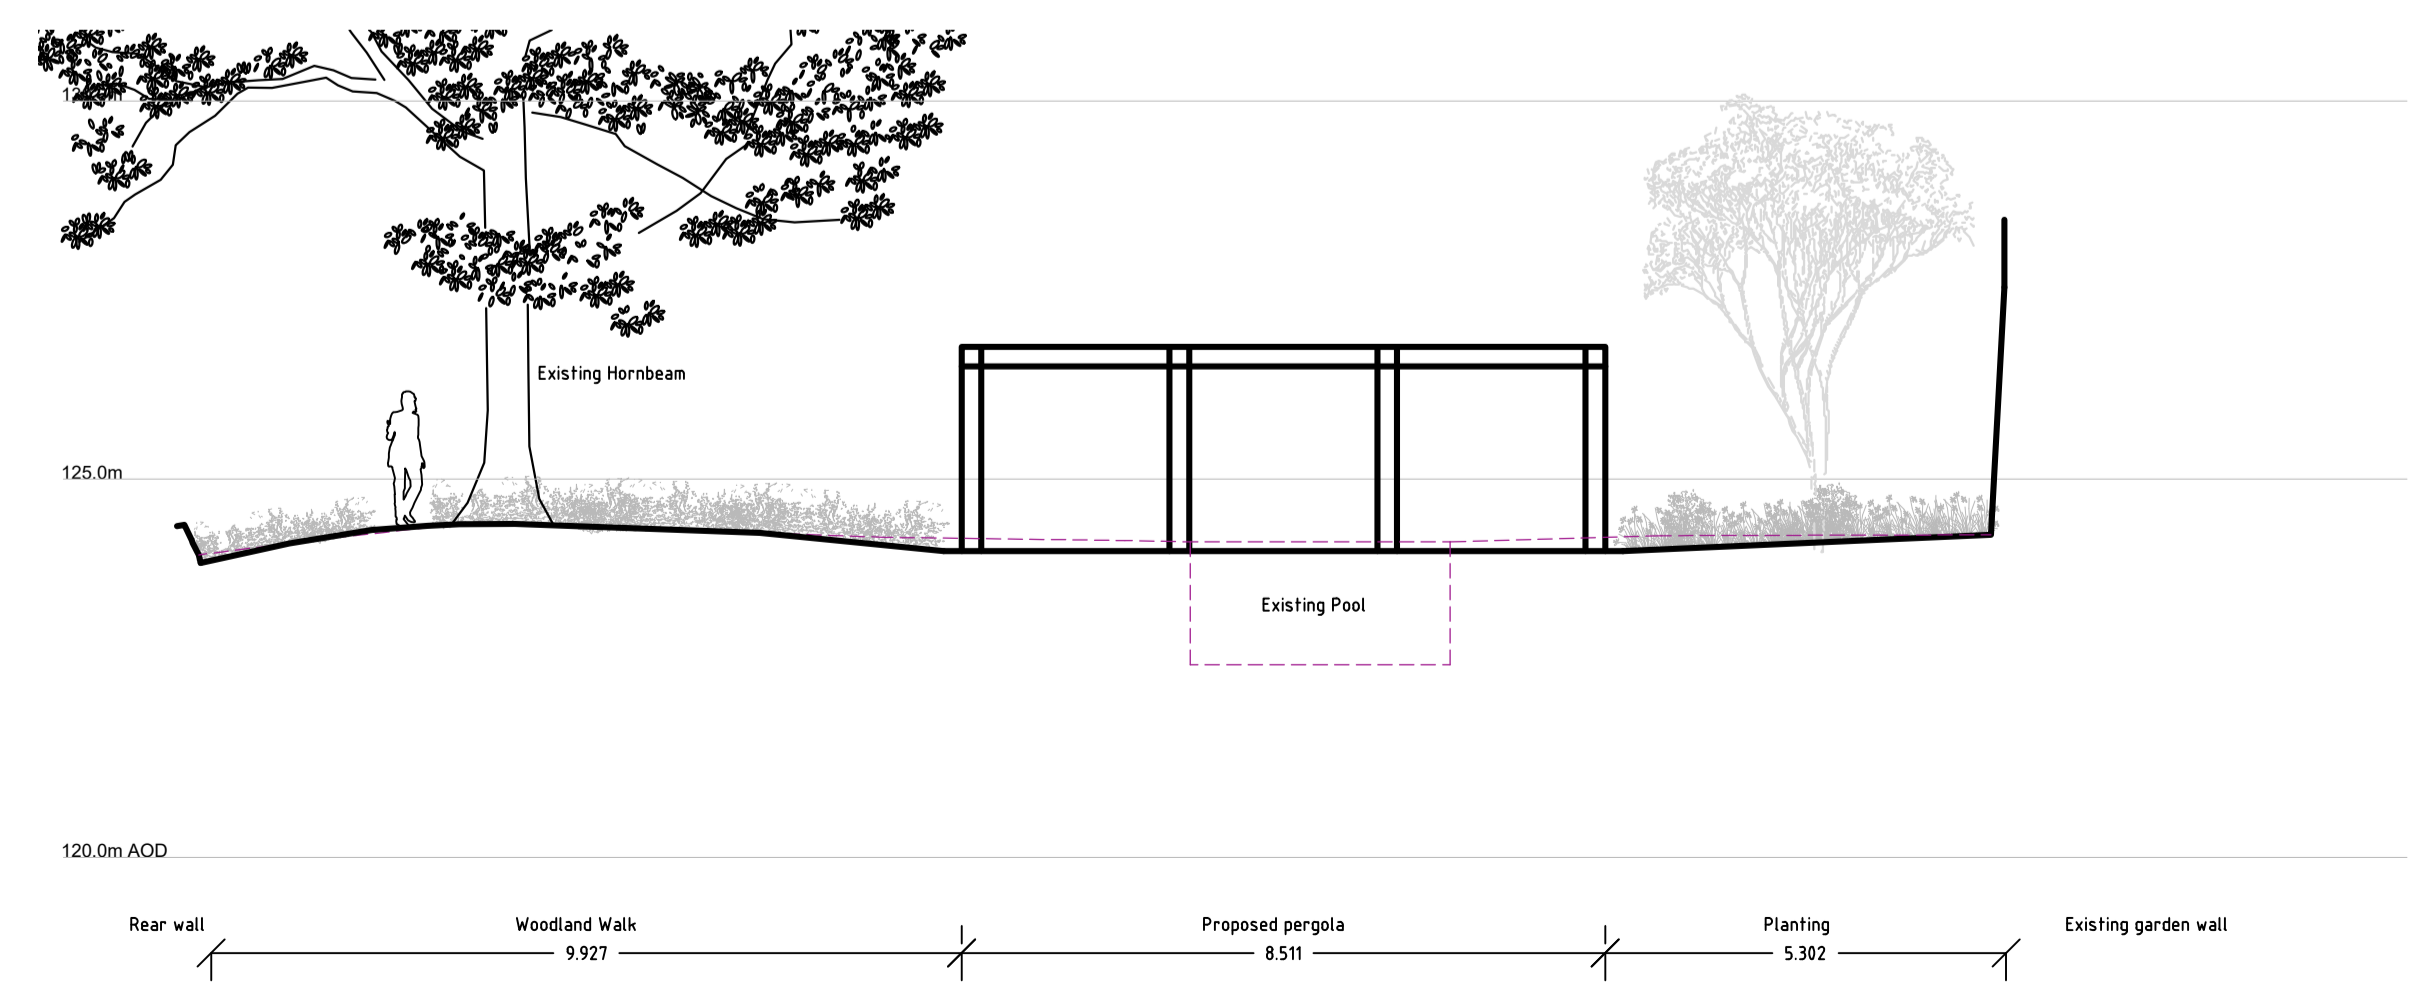 Existing Hornbeam
125.0m
Existing Pool
120.0m AOD
Rear wall
Woodland Walk
Proposed pergola
Planting
Existing garden wall
9.927
8.511
5.302